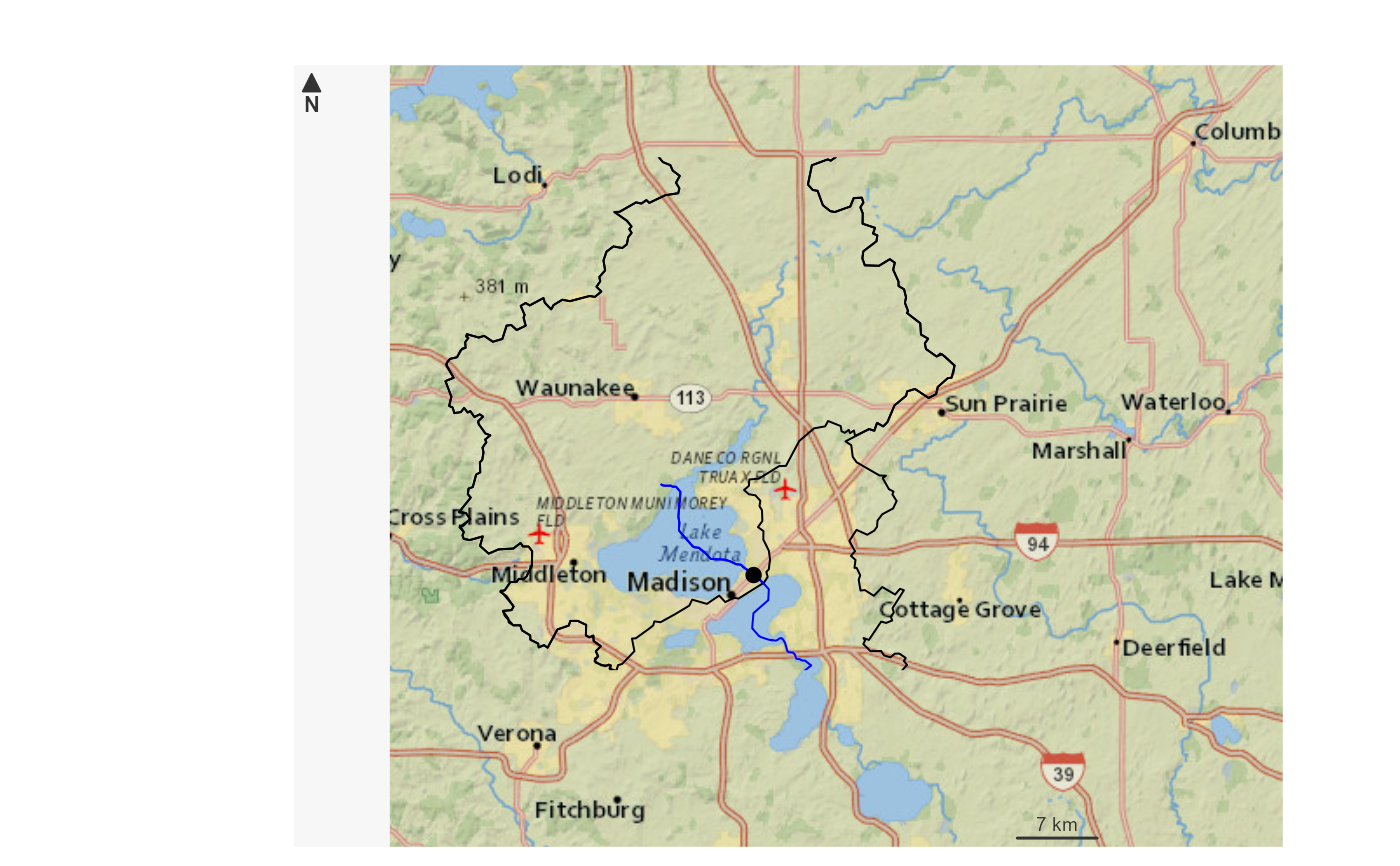 N
Columb
Lodi
y
381 m
Waunakee
113
Sun Prairie
Waterloo
Marshall
DANE CO RGNL
TRUAX FLD
MIDDLETON MUNI MOREY
FLD
Cross Plains
Lake
Mendota
94
Middleton
Madison
Lake M
Cottage Grove
Deerfield
Verona
39
Fitchburg
7 km